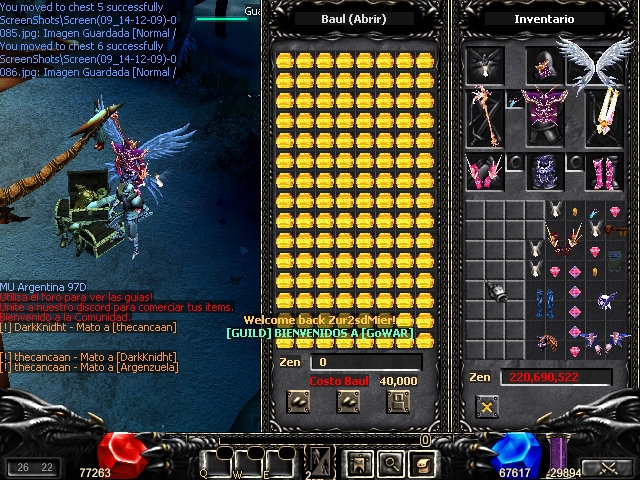 You moved to chest 5 successfully
ScreenShots\Screen(09_14-12-09)-0
085.jpg: Imagen Guardada [Normal /
You moved to chest 6 successfully
ScreenShots\Screen(09_14-12-09)-0
086.jpg: Imagen Guardada [Normal /
Gua
Baul (Abrir)
Inventario
MU Argentina 97D
Utiliza el foro para ver las guias!
Unite a nuestro discord para comerciar tus items.
Bienvenido a la Comunidad.
[!] DarkKnidht - Mato a [thecancaan]
[!] thecancaan - Mato a [DarkKnidht]
[!] thecancaan - Mato a [Argenzuela]
Welcome back Zur2sdMier!
[GUILD] BIENVENIDOS A [GoWAR]
Zen 0
Costo Baul 40,000
Zen 220,690,522
0
26 22
77263
Q W E
67617
-29894